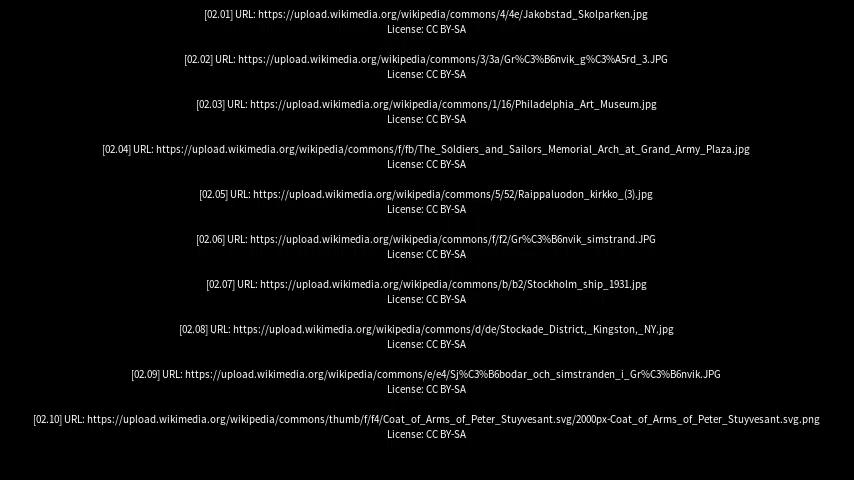 [02.01] URL: https://upload.wikimedia.org/wikipedia/commons/4/4e/Jakobstad_Skolparken.jpg
License: CC BY-SA
[02.02] URL: https://upload.wikimedia.org/wikipedia/commons/3/3a/Gr%C3%B6nvik_g%C3%A5rd_3.JPG
License: CC BY-SA
[02.03] URL: https://upload.wikimedia.org/wikipedia/commons/1/16/Philadelphia_Art_Museum.jpg
License: CC BY-SA
[02.04] URL: https://upload.wikimedia.org/wikipedia/commons/f/fb/The_Soldiers_and_Sailors_Memorial_Arch_at_Grand_Army_Plaza.jpg
License: CC BY-SA
[02.05] URL: https://upload.wikimedia.org/wikipedia/commons/5/52/Raippaluodon_kirkko_(3).jpg
License: CC BY-SA
[02.06] URL: https://upload.wikimedia.org/wikipedia/commons/f/f2/Gr%C3%B6nvik_simstrand.JPG
License: CC BY-SA
[02.07] URL: https://upload.wikimedia.org/wikipedia/commons/b/b2/Stockholm_ship_1931.jpg
License: CC BY-SA
[02.08] URL: https://upload.wikimedia.org/wikipedia/commons/d/de/Stockade_District,_Kingston,_NY.jpg
License: CC BY-SA
[02.09] URL: https://upload.wikimedia.org/wikipedia/commons/e/e4/Sj%C3%B6bodar_och_simstranden_i_Gr%C3%B6nvik.JPG
License: CC BY-SA
[02.10] URL: https://upload.wikimedia.org/wikipedia/commons/thumb/f/f4/Coat_of_Arms_of_Peter_Stuyvesant.svg/2000px-Coat_of_Arms_of_Peter_Stuyvesant.svg.png
License: CC BY-SA